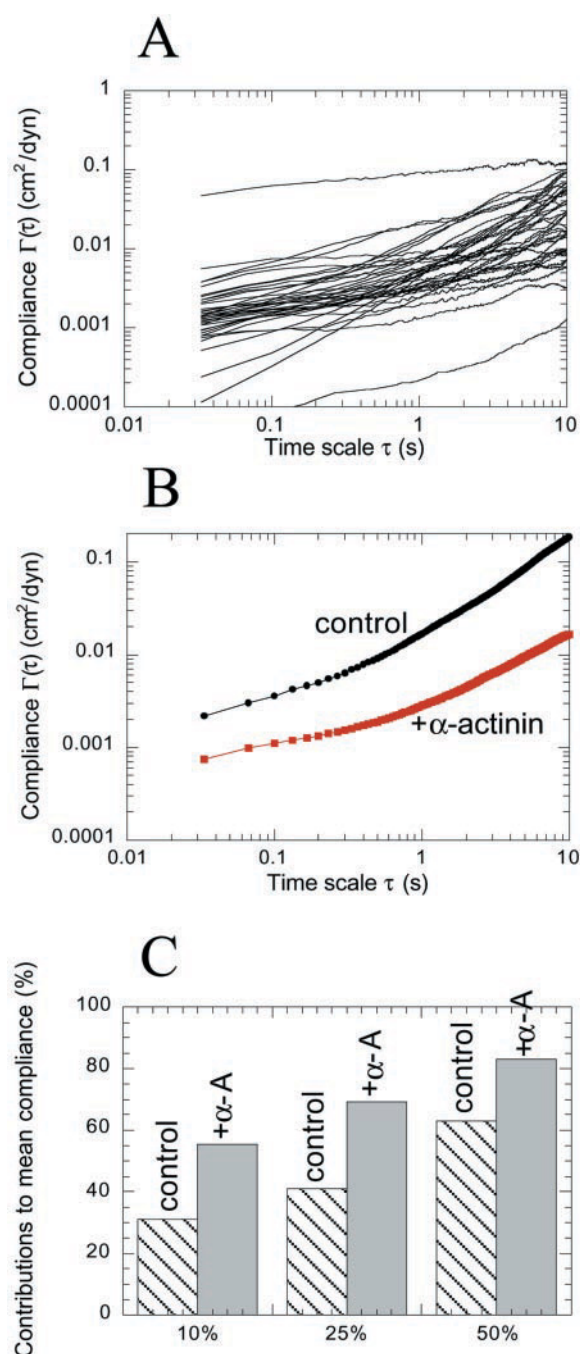 A
Compliance Γ(τ) (cm²/dyn)
1
0.1
0.01
0.001
0.0001
0.01
0.1
1
10
Time scale τ (s)
B
Compliance Γ(τ) (cm²/dyn)
0.1
0.01
0.001
0.0001
control
+α-actinin
0.01
0.1
1
10
Time scale τ (s)
C
Contributions to mean compliance (%)
100
80
60
40
20
0
control
+α-A
control
+α-A
control
+α-A
10%
25%
50%